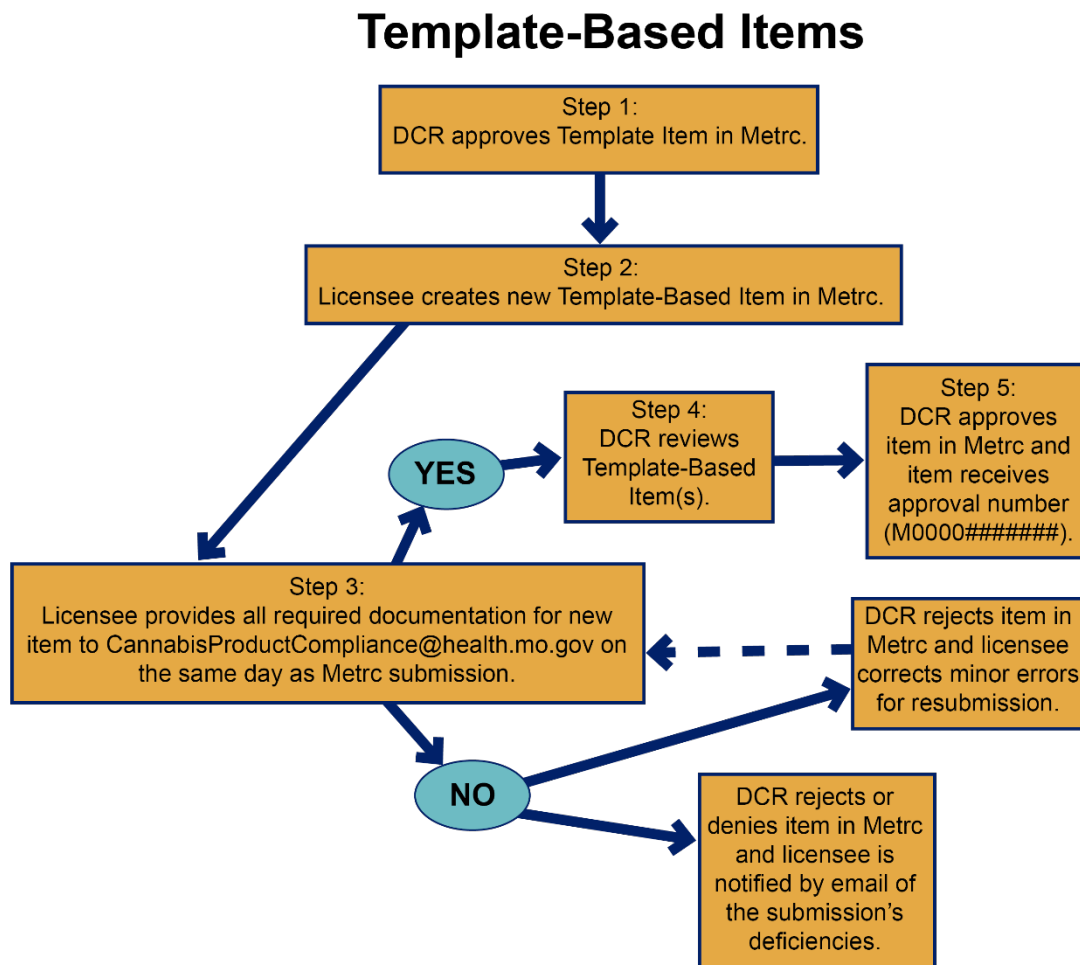 Template-Based Items
Step 1:
DCR approves Template Item in Metrc.
Step 2:
Licensee creates new Template-Based Item in Metrc.
Step 3:
Licensee provides all required documentation for new
item to CannabisProductCompliance@health.mo.gov on
the same day as Metrc submission.
YES
Step 4:
DCR reviews
Template-Based
Item(s).
Step 5:
DCR approves
item in Metrc and
item receives
approval number
(M0000#######).
NO
DCR rejects item in
Metrc and licensee
corrects minor errors
for resubmission.
DCR rejects or
denies item in Metrc
and licensee is
notified by email of
the submission’s
deficiencies.